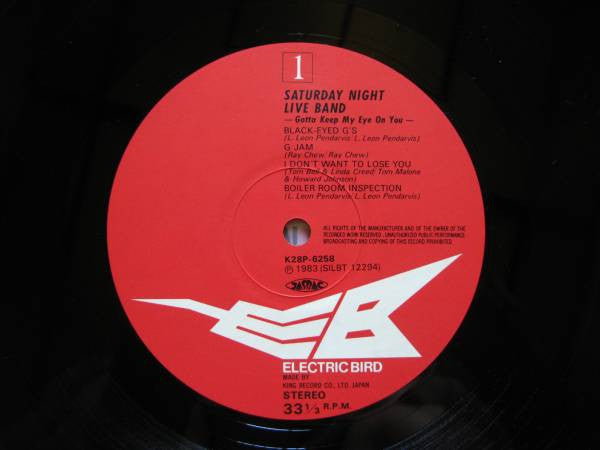 1
SATURDAY NIGHT
LIVE BAND
— Gotta Keep My Eye On You —
BLACK-EYED G'S
(L. Leon Pendarvis, L. Leon Pendarvis)
G JAM
(Ray Chew, Ray Chew)
I DON'T WANT TO LOSE YOU
(Tom Bell & Linda Creed, Tom Malone
& Howard Johnson)
BOILER ROOM INSPECTION
(L. Leon Pendarvis, L. Leon Pendarvis)
ALL RIGHTS OF THE MANUFACTURER AND OF THE OWNER OF THE
RECORDED WORK RESERVED. UNAUTHORIZED PUBLIC PERFORMANCE
BROADCASTING AND COPYING OF THIS RECORD PROHIBITED.
K28P-6258
℗ 1983 (SILBT 12294)
JASRAC
EB
ELECTRIC BIRD
MADE BY
KING RECORD CO., LTD. JAPAN
STEREO
33 1/3 R.P.M.